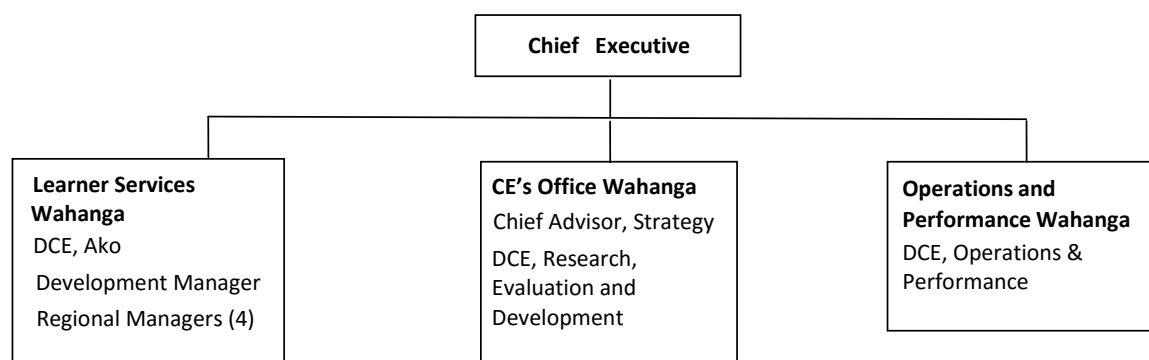 Chief Executive
Learner Services
Wahanga
DCE, Ako
Development Manager
Regional Managers (4)
CE's Office Wahanga
Chief Advisor, Strategy
DCE, Research,
Evaluation and
Development
Operations and
Performance Wahanga
DCE, Operations &
Performance